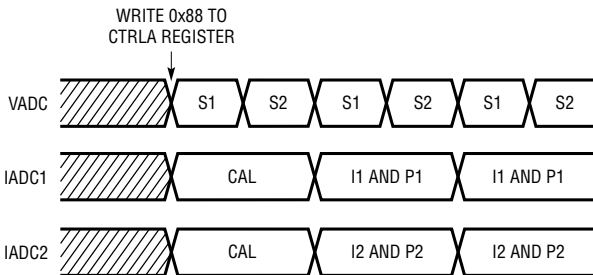 WRITE 0x88 TO
CTRLA REGISTER
VADC S1 S2 S1 S2 S1 S2
IADC1 CAL I1 AND P1 I1 AND P1
IADC2 CAL I2 AND P2 I2 AND P2